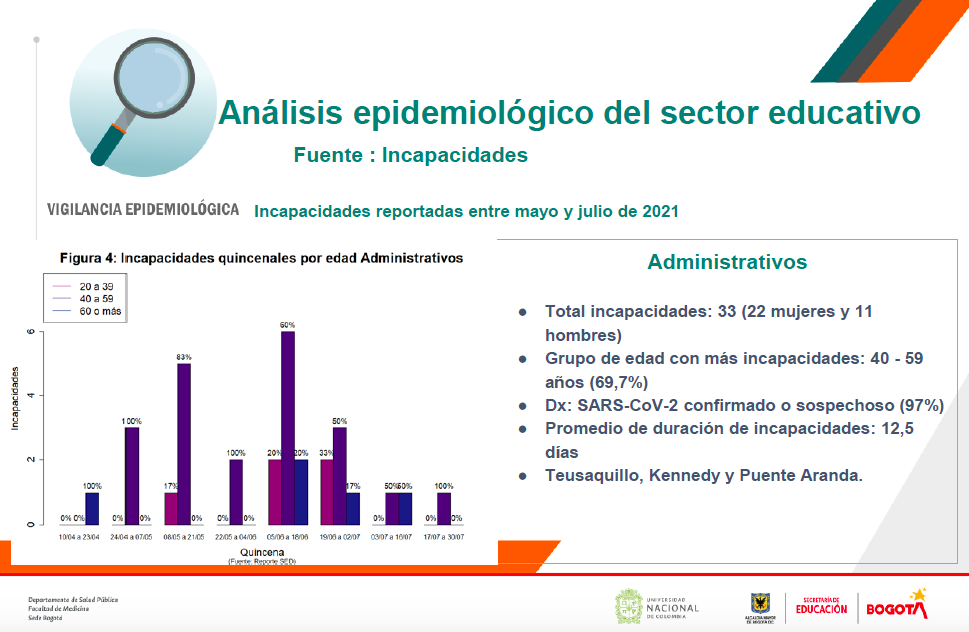 Análisis epidemiológico del sector educativo
Fuente : Incapacidades
VIGILANCIA EPIDEMIOLÓGICA
Incapacidades reportadas entre mayo y julio de 2021
Figura 4: Incapacidades quincenales por edad Administrativos
20 a 39
40 a 59
60 o más
Incapacidades
6
4
2
0
0% 0% 100%
0% 100% 0%
17% 83% 0%
0% 100% 0%
20% 60% 20%
33% 50% 17%
0% 50% 50%
0% 100% 0%
10/04 a 23/04
24/04 a 07/05
08/05 a 21/05
22/05 a 04/06
05/06 a 18/06
19/06 a 02/07
03/07 a 16/07
17/07 a 30/07
Quincena
(Fuente: Reporte SED)
Administrativos
● Total incapacidades: 33 (22 mujeres y 11
hombres)
● Grupo de edad con más incapacidades: 40 - 59
años (69,7%)
● Dx: SARS-CoV-2 confirmado o sospechoso (97%)
● Promedio de duración de incapacidades: 12,5
días
● Teusaquillo, Kennedy y Puente Aranda.
Departamento de Salud Pública
Facultad de Medicina
Sede Bogotá
UNIVERSIDAD
NACIONAL
DE COLOMBIA
ALCALDÍA MAYOR
DE BOGOTÁ D.C.
SECRETARÍA DE
EDUCACIÓN
BOGOTÁ